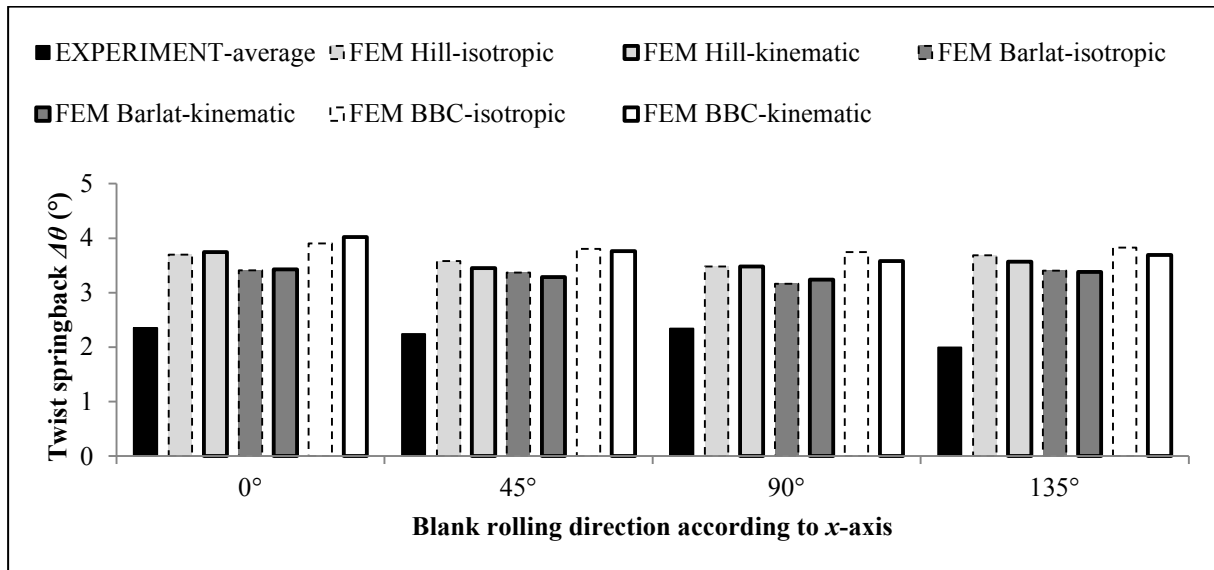 EXPERIMENT-average FEM Hill-isotropic FEM Hill-kinematic FEM Barlat-isotropic
FEM Barlat-kinematic FEM BBC-isotropic FEM BBC-kinematic
Twist springback Δθ (°)
5
4
3
2
1
0
0° 45° 90° 135°
Blank rolling direction according to x-axis